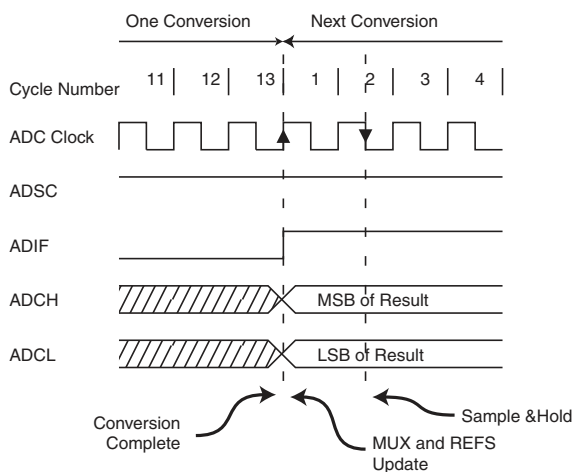 One Conversion Next Conversion
Cycle Number 11 12 13 1 2 3 4
ADC Clock
ADSC
ADIF
ADCH MSB of Result
ADCL LSB of Result
Conversion
Complete
MUX and REFS
Update
Sample &Hold